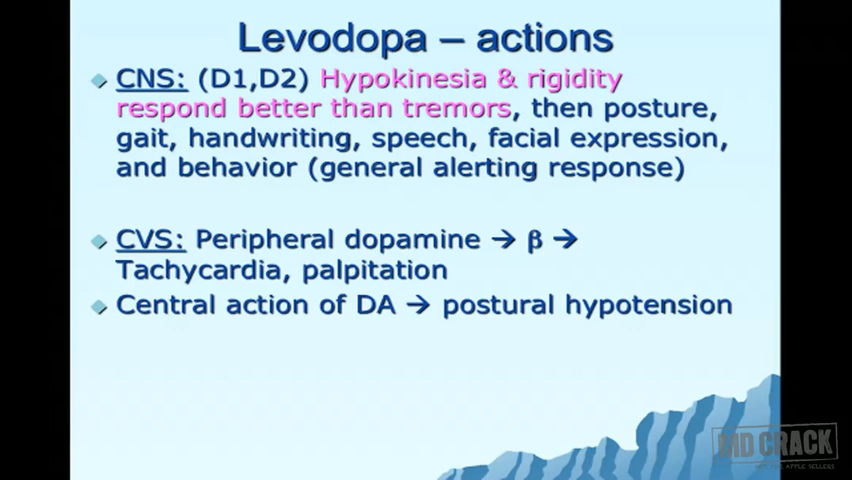 Levodopa – actions
CNS: (D1,D2) Hypokinesia & rigidity
respond better than tremors, then posture,
gait, handwriting, speech, facial expression,
and behavior (general alerting response)
CVS: Peripheral dopamine → β →
Tachycardia, palpitation
Central action of DA → postural hypotension
MD CRACK